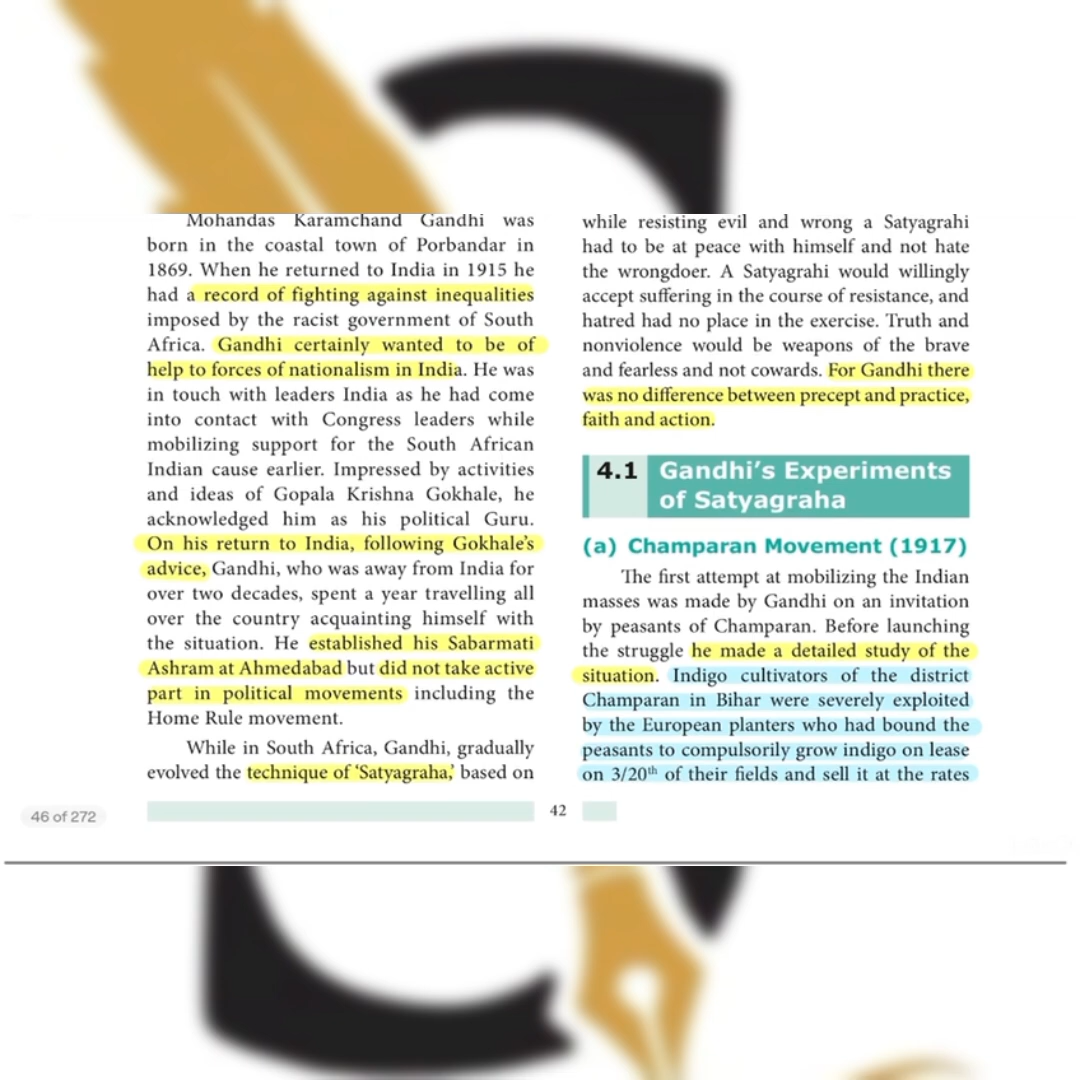 Mohandas Karamchand Gandhi was
born in the coastal town of Porbandar in
1869. When he returned to India in 1915 he
had a record of fighting against inequalities
imposed by the racist government of South
Africa. Gandhi certainly wanted to be of
help to forces of nationalism in India. He was
in touch with leaders India as he had come
into contact with Congress leaders while
mobilizing support for the South African
Indian cause earlier. Impressed by activities
and ideas of Gopala Krishna Gokhale, he
acknowledged him as his political Guru.
On his return to India, following Gokhale’s
advice, Gandhi, who was away from India for
over two decades, spent a year travelling all
over the country acquainting himself with
the situation. He established his Sabarmati
Ashram at Ahmedabad but did not take active
part in political movements including the
Home Rule movement.
While in South Africa, Gandhi, gradually
evolved the technique of ‘Satyagraha,’ based on
while resisting evil and wrong a Satyagrahi
had to be at peace with himself and not hate
the wrongdoer. A Satyagrahi would willingly
accept suffering in the course of resistance, and
hatred had no place in the exercise. Truth and
nonviolence would be weapons of the brave
and fearless and not cowards. For Gandhi there
was no difference between precept and practice,
faith and action.
4.1 Gandhi’s Experiments
of Satyagraha
(a) Champaran Movement (1917)
The first attempt at mobilizing the Indian
masses was made by Gandhi on an invitation
by peasants of Champaran. Before launching
the struggle he made a detailed study of the
situation. Indigo cultivators of the district
Champaran in Bihar were severely exploited
by the European planters who had bound the
peasants to compulsorily grow indigo on lease
on 3/20th of their fields and sell it at the rates
46 of 272
42